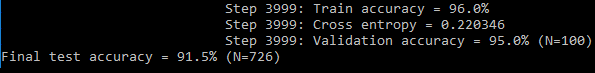 Step 3999: Train accuracy = 96.0%
Step 3999: Cross entropy = 0.220346
Step 3999: Validation accuracy = 95.0% (N=100)
Final test accuracy = 91.5% (N=726)